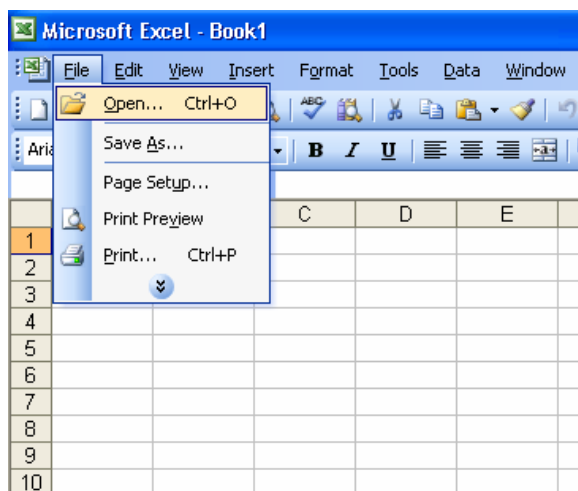 Microsoft Excel - Book1
File Edit View Insert Format Tools Data Window
Open... Ctrl+O
ABC
Save As...
B I U
a
Page Setup...
Print Preview
C D E
Print... Ctrl+P
1
2
3
4
5
6
7
8
9
10